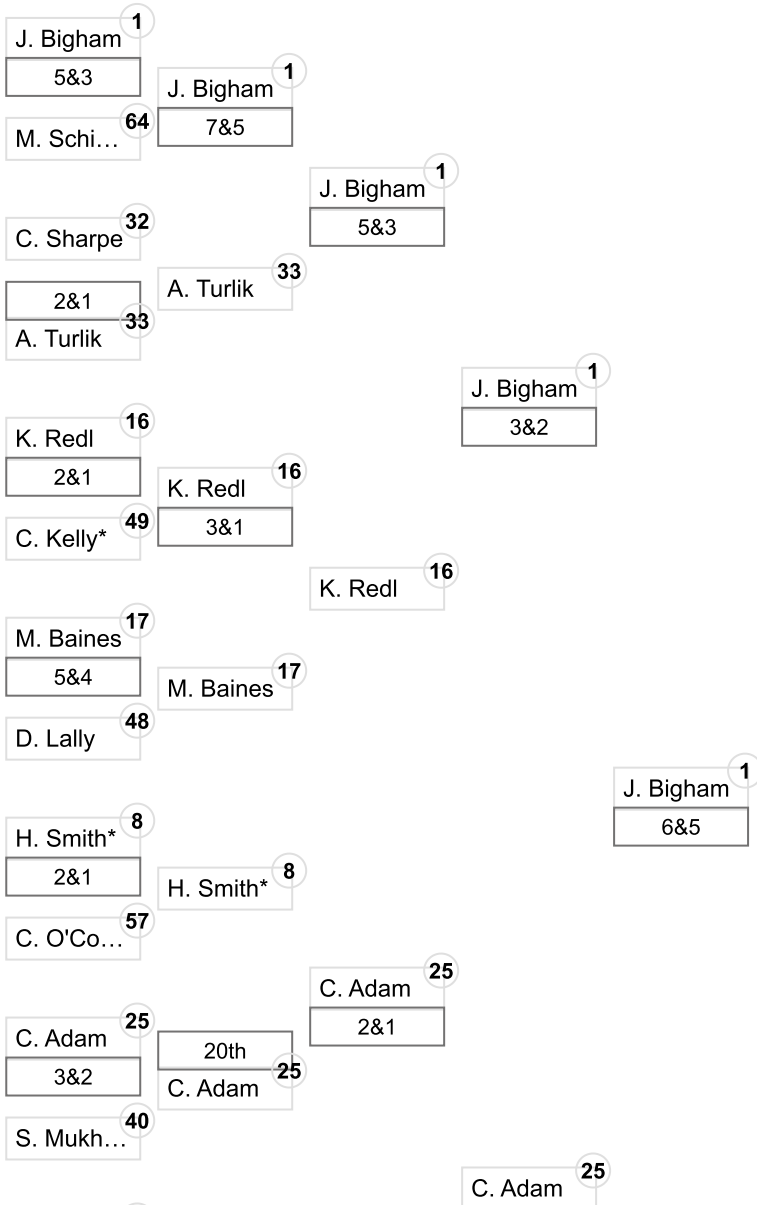 1
J. Bigham
5&3
64
M. Schi…
32
C. Sharpe
2&1
33
A. Turlik
16
K. Redl
2&1
49
C. Kelly*
17
M. Baines
5&4
48
D. Lally
8
H. Smith*
2&1
57
C. O'Co…
25
C. Adam
3&2
40
S. Mukh…
1
J. Bigham
7&5
33
A. Turlik
16
K. Redl
3&1
17
M. Baines
8
H. Smith*
20th
25
C. Adam
1
J. Bigham
5&3
16
K. Redl
25
C. Adam
2&1
1
J. Bigham
3&2
25
C. Adam
1
J. Bigham
6&5